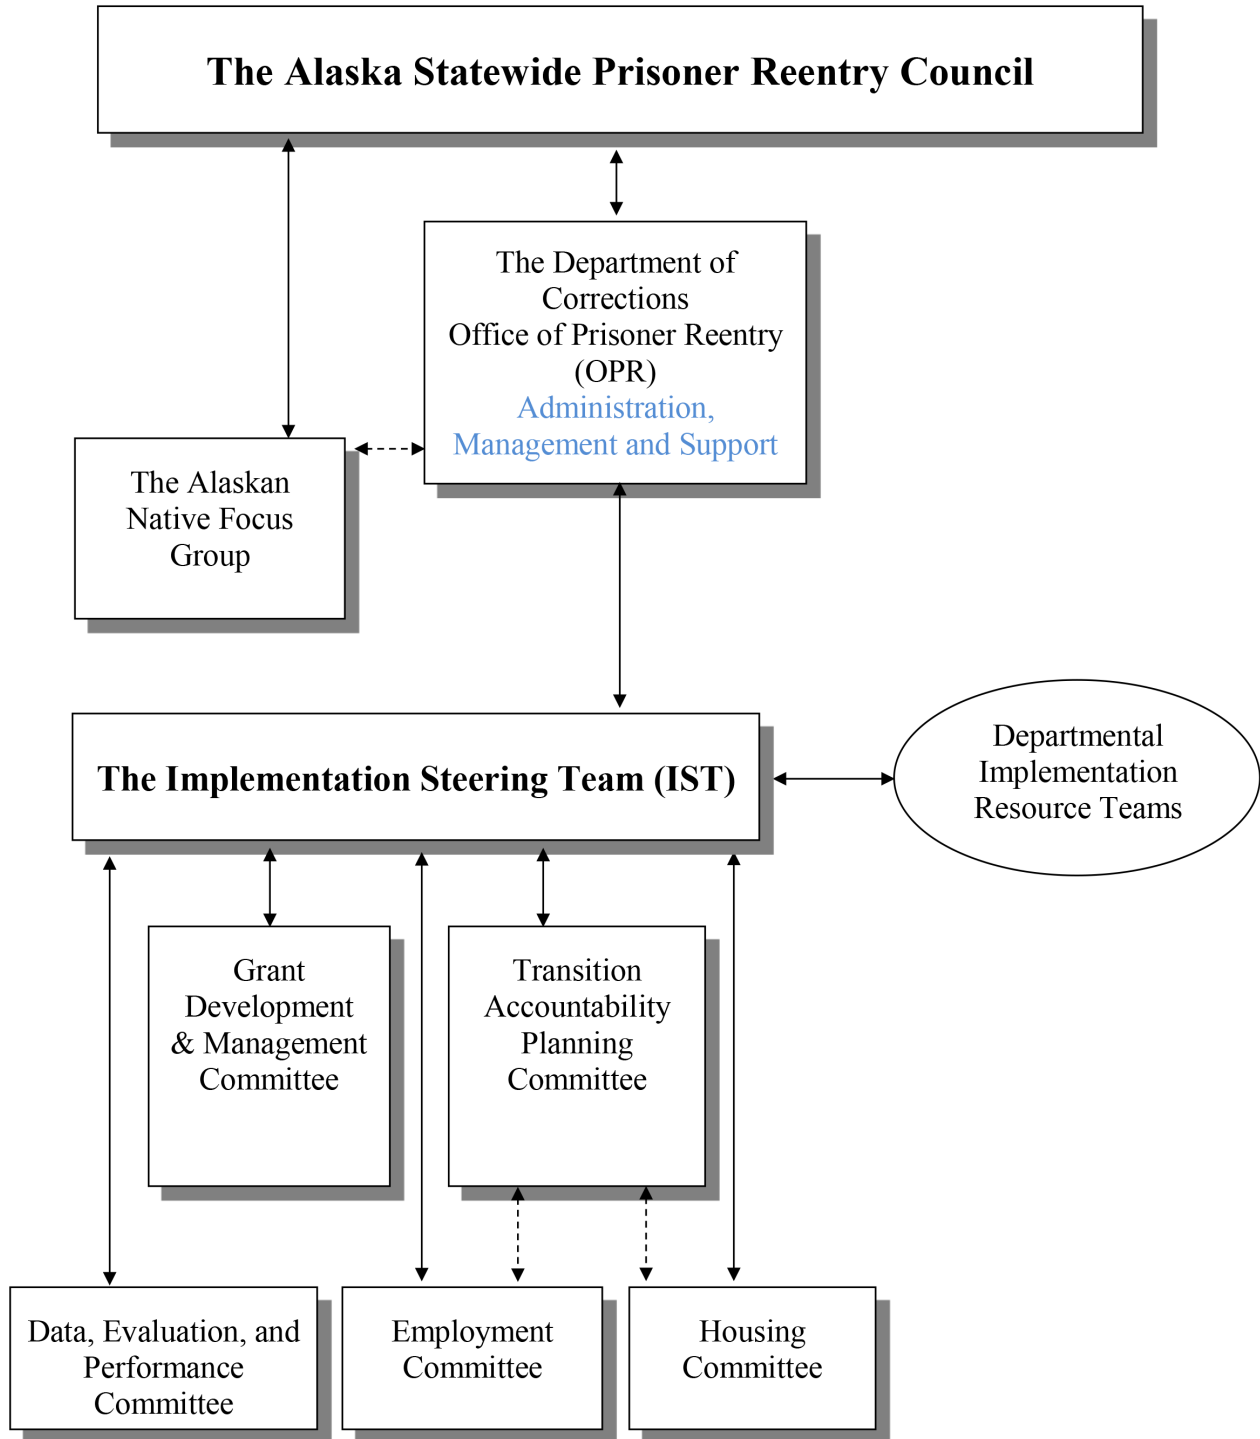 The Alaska Statewide Prisoner Reentry Council
The Department of
Corrections
Office of Prisoner Reentry
(OPR)
Administration,
Management and Support
The Alaskan
Native Focus
Group
The Implementation Steering Team (IST)
Departmental
Implementation
Resource Teams
Grant
Development
& Management
Committee
Transition
Accountability
Planning
Committee
Data, Evaluation, and
Performance
Committee
Employment
Committee
Housing
Committee